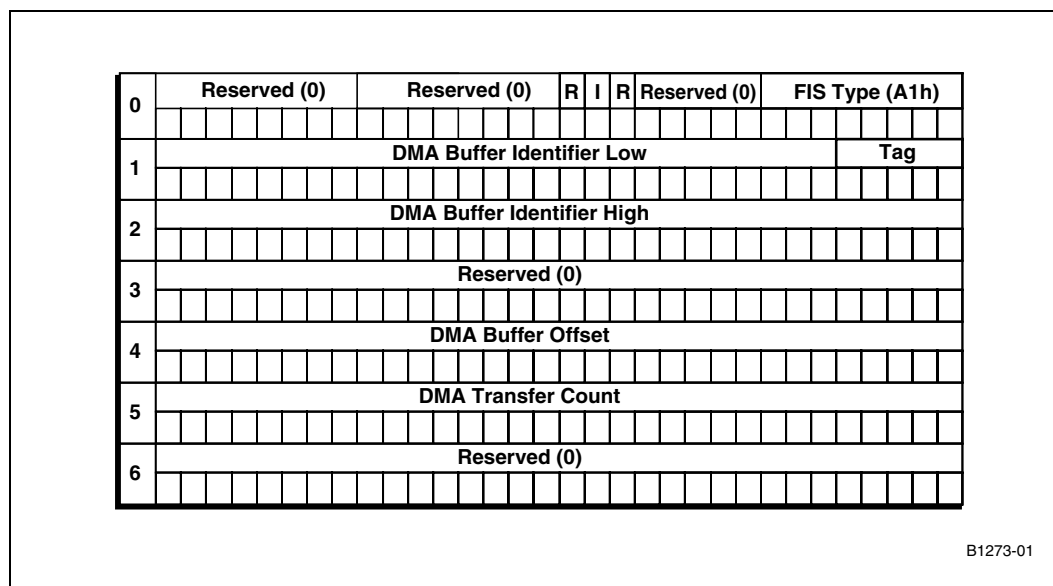 0 Reserved (0) Reserved (0) R I R Reserved (0) FIS Type (A1h)
1 DMA Buffer Identifier Low Tag
2 DMA Buffer Identifier High
3 Reserved (0)
4 DMA Buffer Offset
5 DMA Transfer Count
6 Reserved (0)
B1273-01